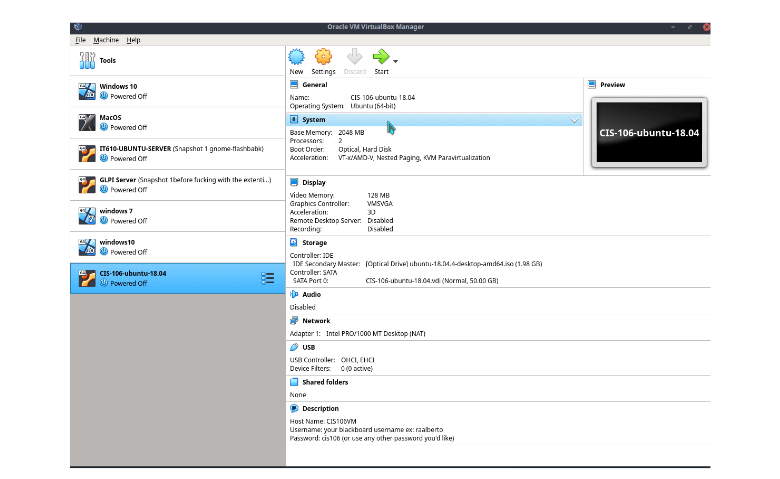 Oracle VM VirtualBox Manager
File Machine Help
Tools
Windows 10
Powered Off
MacOS
Powered Off
IT610-UBUNTU-SERVER (Snapshot 1 gnome-flashbabk)
Powered Off
GLPI Server (Snapshot 1before fucking with the extenti...)
Powered Off
windows 7
Powered Off
windows10
Powered Off
CIS-106-ubuntu-18.04
Powered Off
New Settings Discard Start
General
Name: CIS-106-ubuntu-18.04
Operating System: Ubuntu (64-bit)
System
Base Memory: 2048 MB
Processors: 2
Boot Order: Optical, Hard Disk
Acceleration: VT-x/AMD-V, Nested Paging, KVM Paravirtualization
Preview
CIS-106-ubuntu-18.04
Display
Video Memory: 128 MB
Graphics Controller: VMSVGA
Acceleration: 3D
Remote Desktop Server: Disabled
Recording: Disabled
Storage
Controller: IDE
IDE Secondary Master: [Optical Drive] ubuntu-18.04.4-desktop-amd64.iso (1.98 GB)
Controller: SATA
SATA Port 0: CIS-106-ubuntu-18.04.vdi (Normal, 50.00 GB)
Audio
Disabled
Network
Adapter 1: Intel PRO/1000 MT Desktop (NAT)
USB
USB Controller: OHCI, EHCI
Device Filters: 0 (0 active)
Shared folders
None
Description
Host Name: CIS106VM
Username: your blackboard username ex: raalberto
Password: cis106 (or use any other password you'd like)